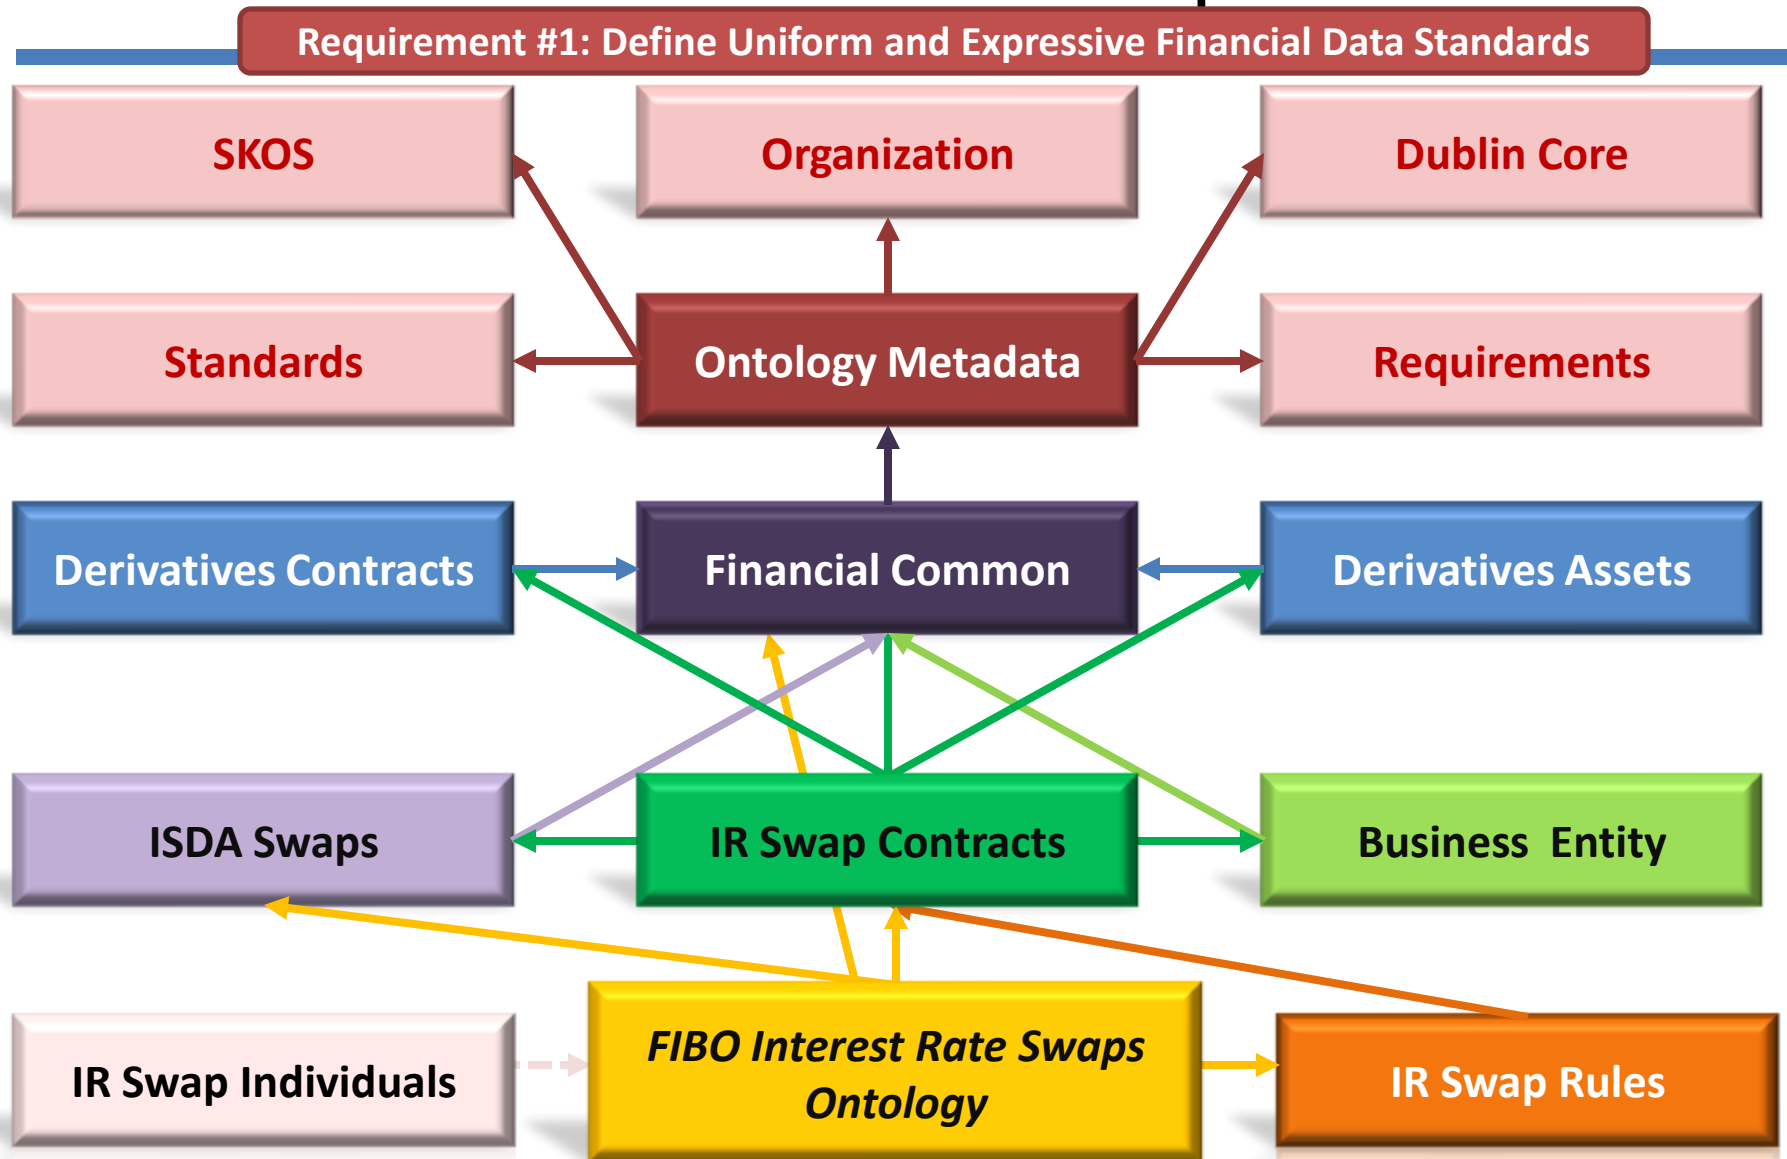 Requirement #1: Define Uniform and Expressive Financial Data Standards
SKOS
Organization
Dublin Core
Standards
Ontology Metadata
Requirements
Derivatives Contracts
Financial Common
Derivatives Assets
ISDA Swaps
IR Swap Contracts
Business Entity
IR Swap Individuals
FIBO Interest Rate Swaps
Ontology
IR Swap Rules